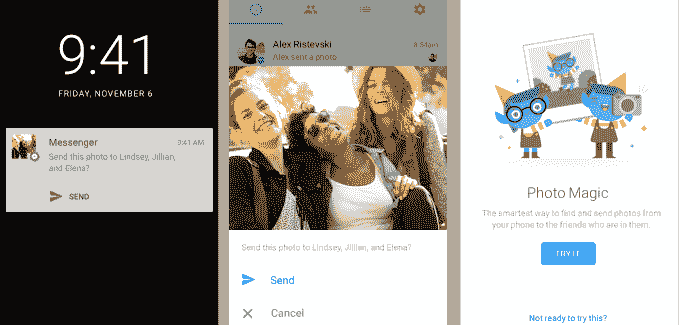 9:41
FRIDAY, NOVEMBER 6
Messenger
9:41 AM
Send this photo to Lindsey, Jillian,
and Elena?
SEND
Alex Ristevski
9:54am
Alex sent a photo
Send this photo to Lindsey, Jillian, and Elena?
Send
Cancel
Photo Magic
The smartest way to find and send photos from
your phone to the friends who are in them.
TRY IT
Not ready to try this?